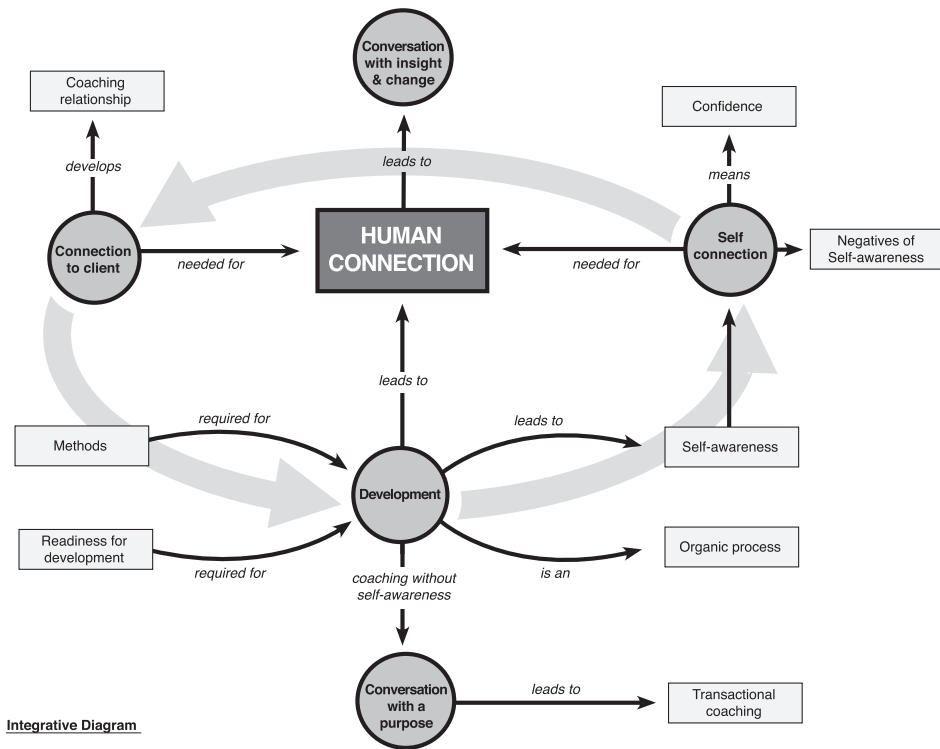 Conversation
with insight
& change
Coaching
relationship
Confidence
develops
leads to
means
HUMAN
CONNECTION
Connection
to client
needed for
needed for
Self
connection
Negatives of
Self-awareness
leads to
required for
leads to
Methods
Self-awareness
Development
Readiness for
development
required for
is an
Organic process
coaching without
self-awareness
Conversation
with a
purpose
leads to
Transactional
coaching
Integrative Diagram